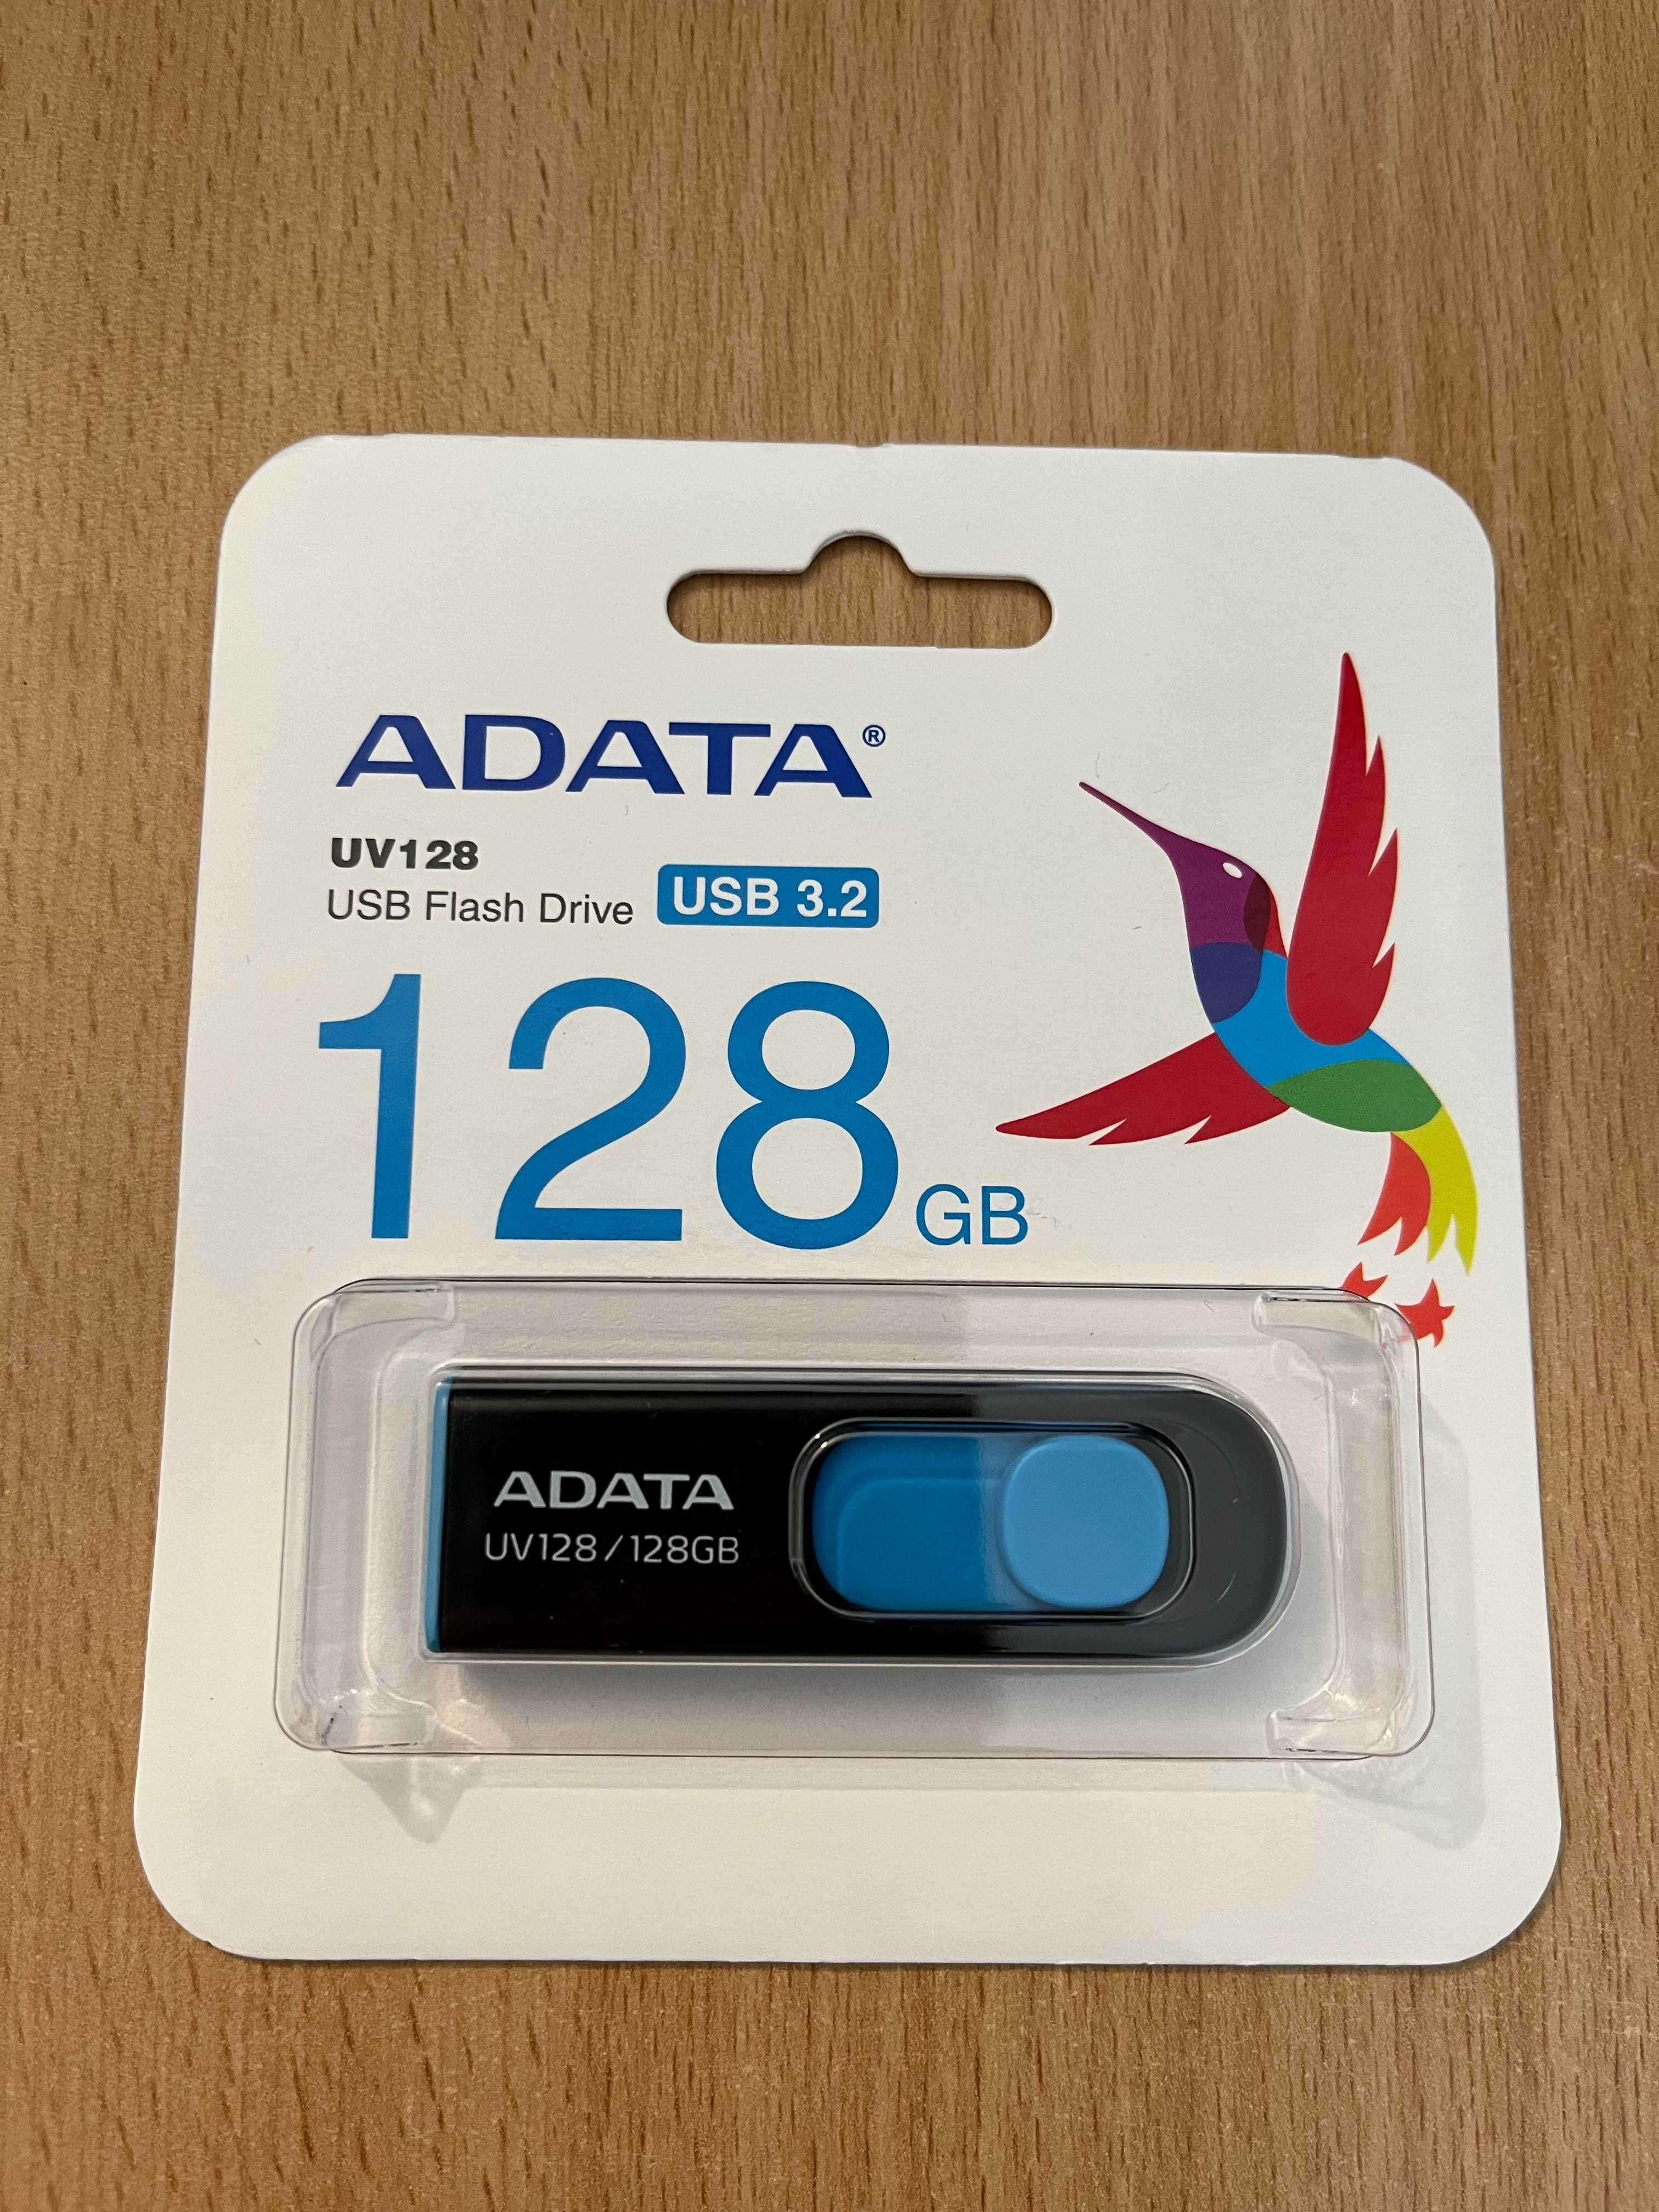 ADATA®
UV128
USB Flash Drive USB 3.2
128 GB
ADATA
UV128/128GB